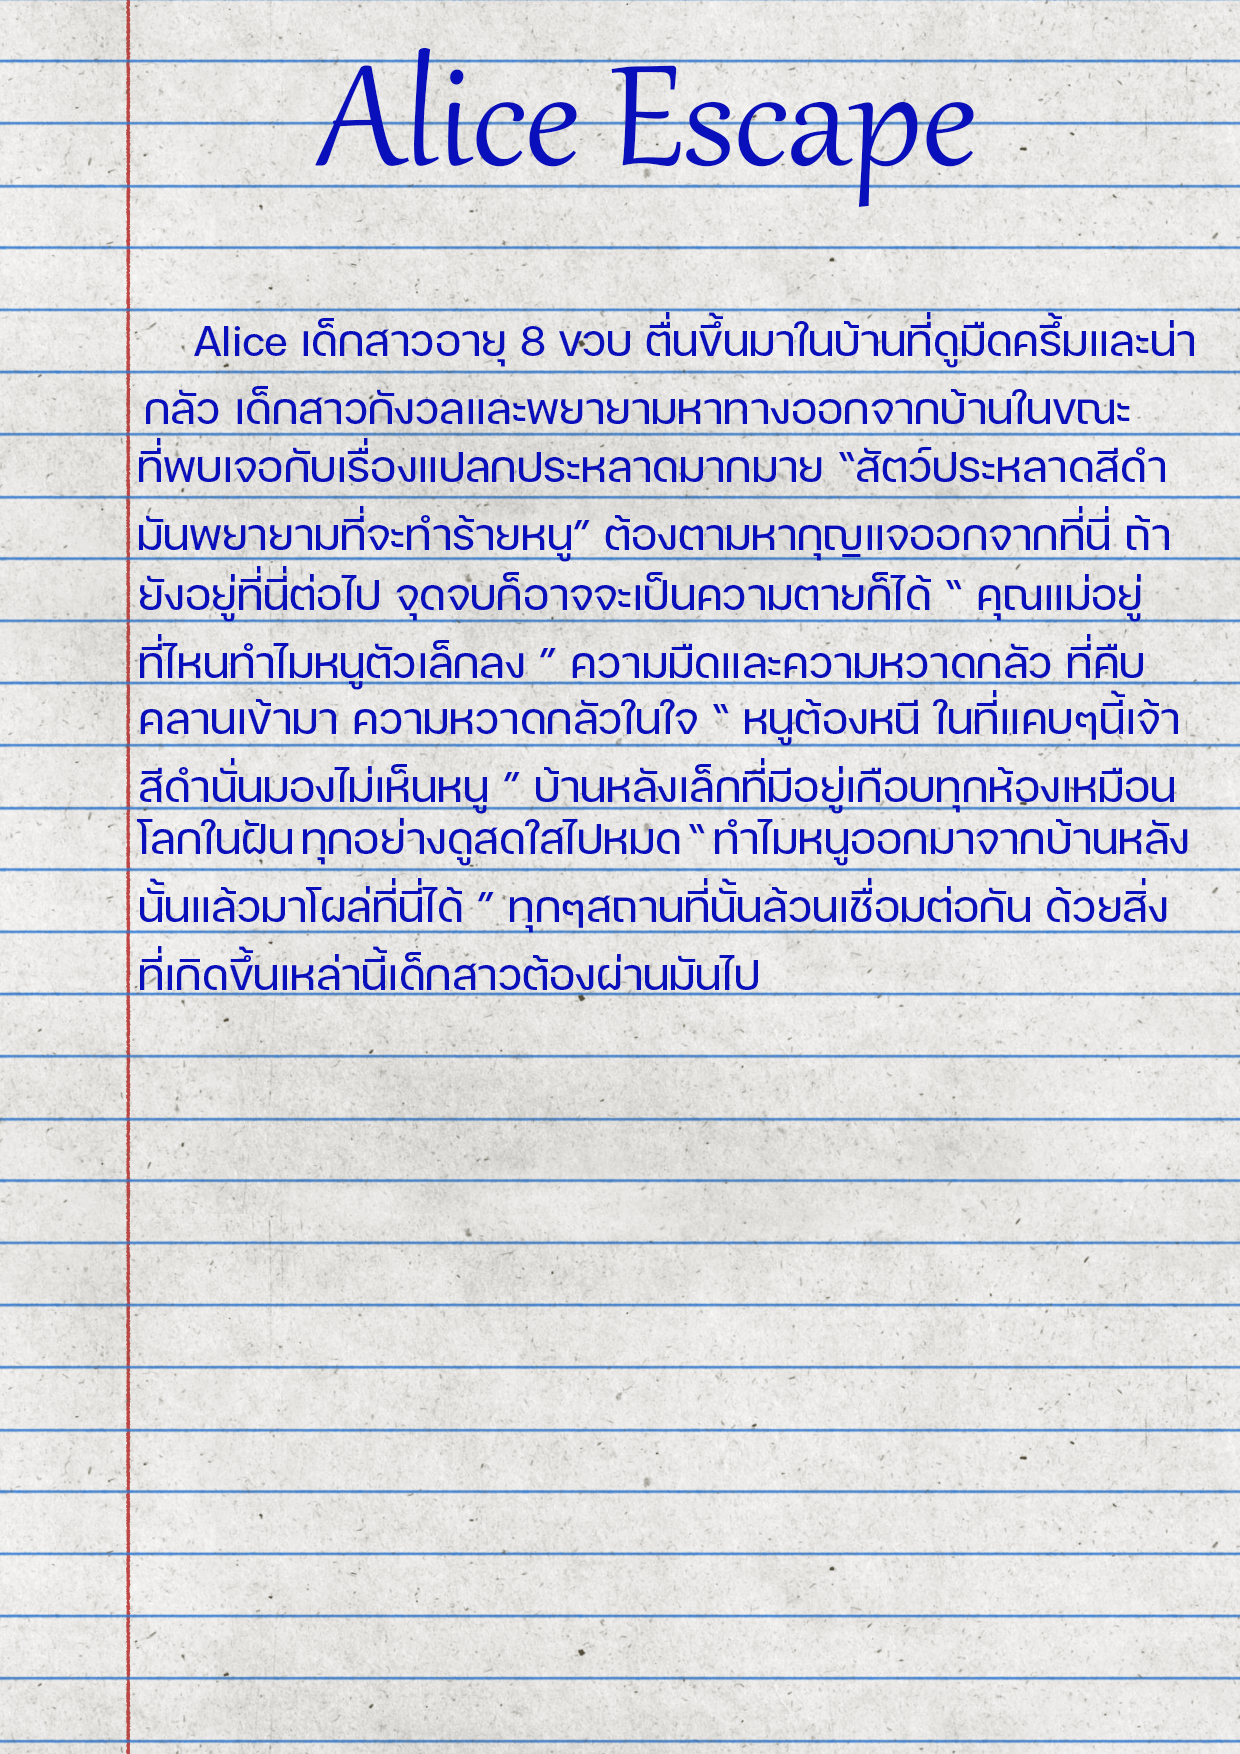 Alice Escape
Alice เด็กสาวอายุ 8 ขวบ ตื่นขึ้นมาในบ้านที่ดูมืดครึ้มและน่า
กลัว เด็กสาวกังวลและพยายามหาทางออกจากบ้านในขณะ
ที่พบเจอกับเรื่องแปลกประหลาดมากมาย “สัตว์ประหลาดสีดำ
มันพยายามที่จะทำร้ายหนู” ต้องตามหากุญแจออกจากที่นี่ ถ้า
ยังอยู่ที่นี่ต่อไป จุดจบก็อาจจะเป็นความตายก็ได้ “ คุณแม่อยู่
ที่ไหนทำไมหนูตัวเล็กลง ” ความมืดและความหวาดกลัว ที่คืบ
คลานเข้ามา ความหวาดกลัวในใจ “ หนูต้องหนี ในที่แคบๆนี้เจ้า
สีดำนั่นมองไม่เห็นหนู ” บ้านหลังเล็กที่มีอยู่เกือบทุกห้องเหมือน
โลกในฝัน ทุกอย่างดูสดใสไปหมด “ ทำไมหนูออกมาจากบ้านหลัง
นั้นแล้วมาโผล่ที่นี่ได้ ” ทุกๆสถานที่นั้นล้วนเชื่อมต่อกัน ด้วยสิ่ง
ที่เกิดขึ้นเหล่านี้เด็กสาวต้องผ่านมันไป